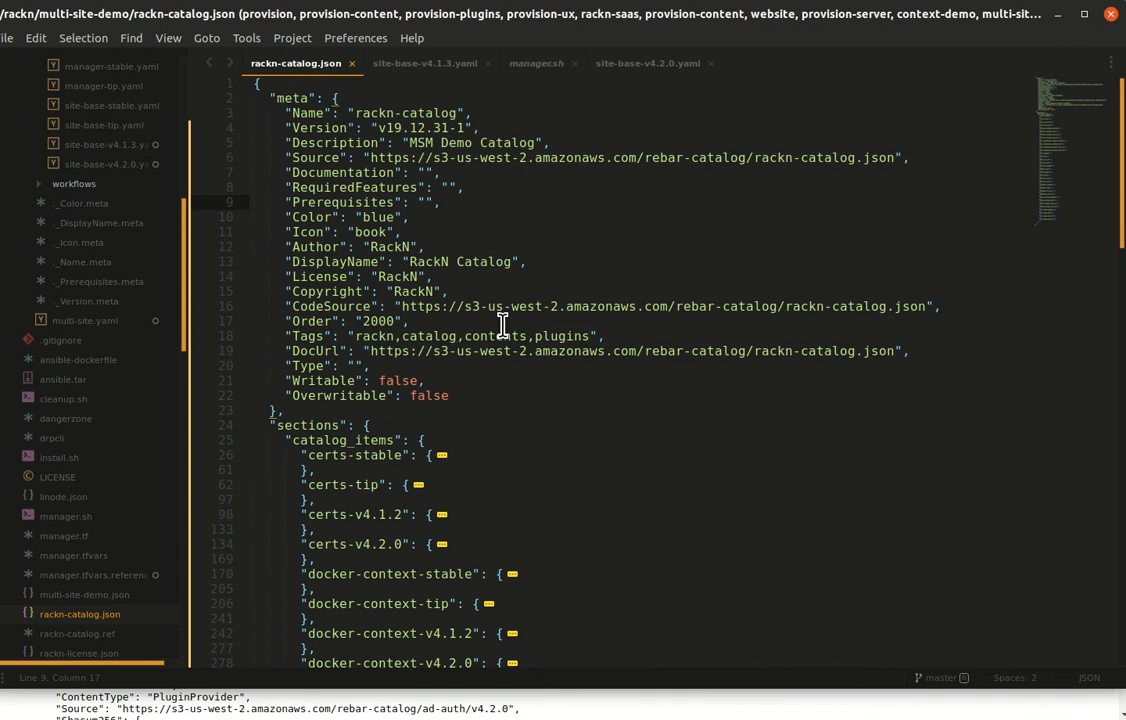 /rackn/multi-site-demo/rackn-catalog.json (provision, provision-content, provision-plugins, provision-ux, rackn-saas, provision-content, website, provision-server, context-demo, multi-sit...
ile Edit Selection Find View Goto Tools Project Preferences Help
manager-stable.yaml
manager-tip.yaml
site-base-stable.yaml
site-base-tip.yaml
site-base-v4.1.3.y
site-base-v4.2.0.y
workflows
._Color.meta
._DisplayName.meta
._Icon.meta
._Name.meta
._Prerequisites.meta
._Version.meta
multi-site.yaml
.gitignore
ansible-dockerfile
ansible.tar
cleanup.sh
dangerzone
drpcli
install.sh
LICENSE
linode.json
manager.sh
manager.tf
manager.tfvars
manager.tfvars.referenc
multi-site-demo.json
rackn-catalog.json
rackn-catalog.ref
rackn-license.json
rackn-catalog.json × site-base-v4.1.3.yaml × manager.sh × site-base-v4.2.0.yaml ×
1 {
2 "meta": {
3 "Name": "rackn-catalog",
4 "Version": "v19.12.31-1",
5 "Description": "MSM Demo Catalog",
6 "Source": "https://s3-us-west-2.amazonaws.com/rebar-catalog/rackn-catalog.json",
7 "Documentation": "",
8 "RequiredFeatures": "",
9 "Prerequisites": "",
10 "Color": "blue",
11 "Icon": "book",
12 "Author": "RackN",
13 "DisplayName": "RackN Catalog",
14 "License": "RackN",
15 "Copyright": "RackN",
16 "CodeSource": "https://s3-us-west-2.amazonaws.com/rebar-catalog/rackn-catalog.json",
17 "Order": "2000",
18 "Tags": "rackn,catalog,contents,plugins",
19 "DocUrl": "https://s3-us-west-2.amazonaws.com/rebar-catalog/rackn-catalog.json",
20 "Type": "",
21 "Writable": false,
22 "Overwritable": false
23 },
24 "sections": {
25 "catalog_items": {
26 "certs-stable": {
61 },
62 "certs-tip": {
97 },
98 "certs-v4.1.2": {
133 },
134 "certs-v4.2.0": {
169 },
170 "docker-context-stable": {
205 },
206 "docker-context-tip": {
241 },
242 "docker-context-v4.1.2": {
277 },
278 "docker-context-v4.2.0": {
Line 9, Column 17 master 6 Spaces: 2 JSON
"ContentType": "PluginProvider",
"Source": "https://s3-us-west-2.amazonaws.com/rebar-catalog/ad-auth/v4.2.0",
"Shasum256": {